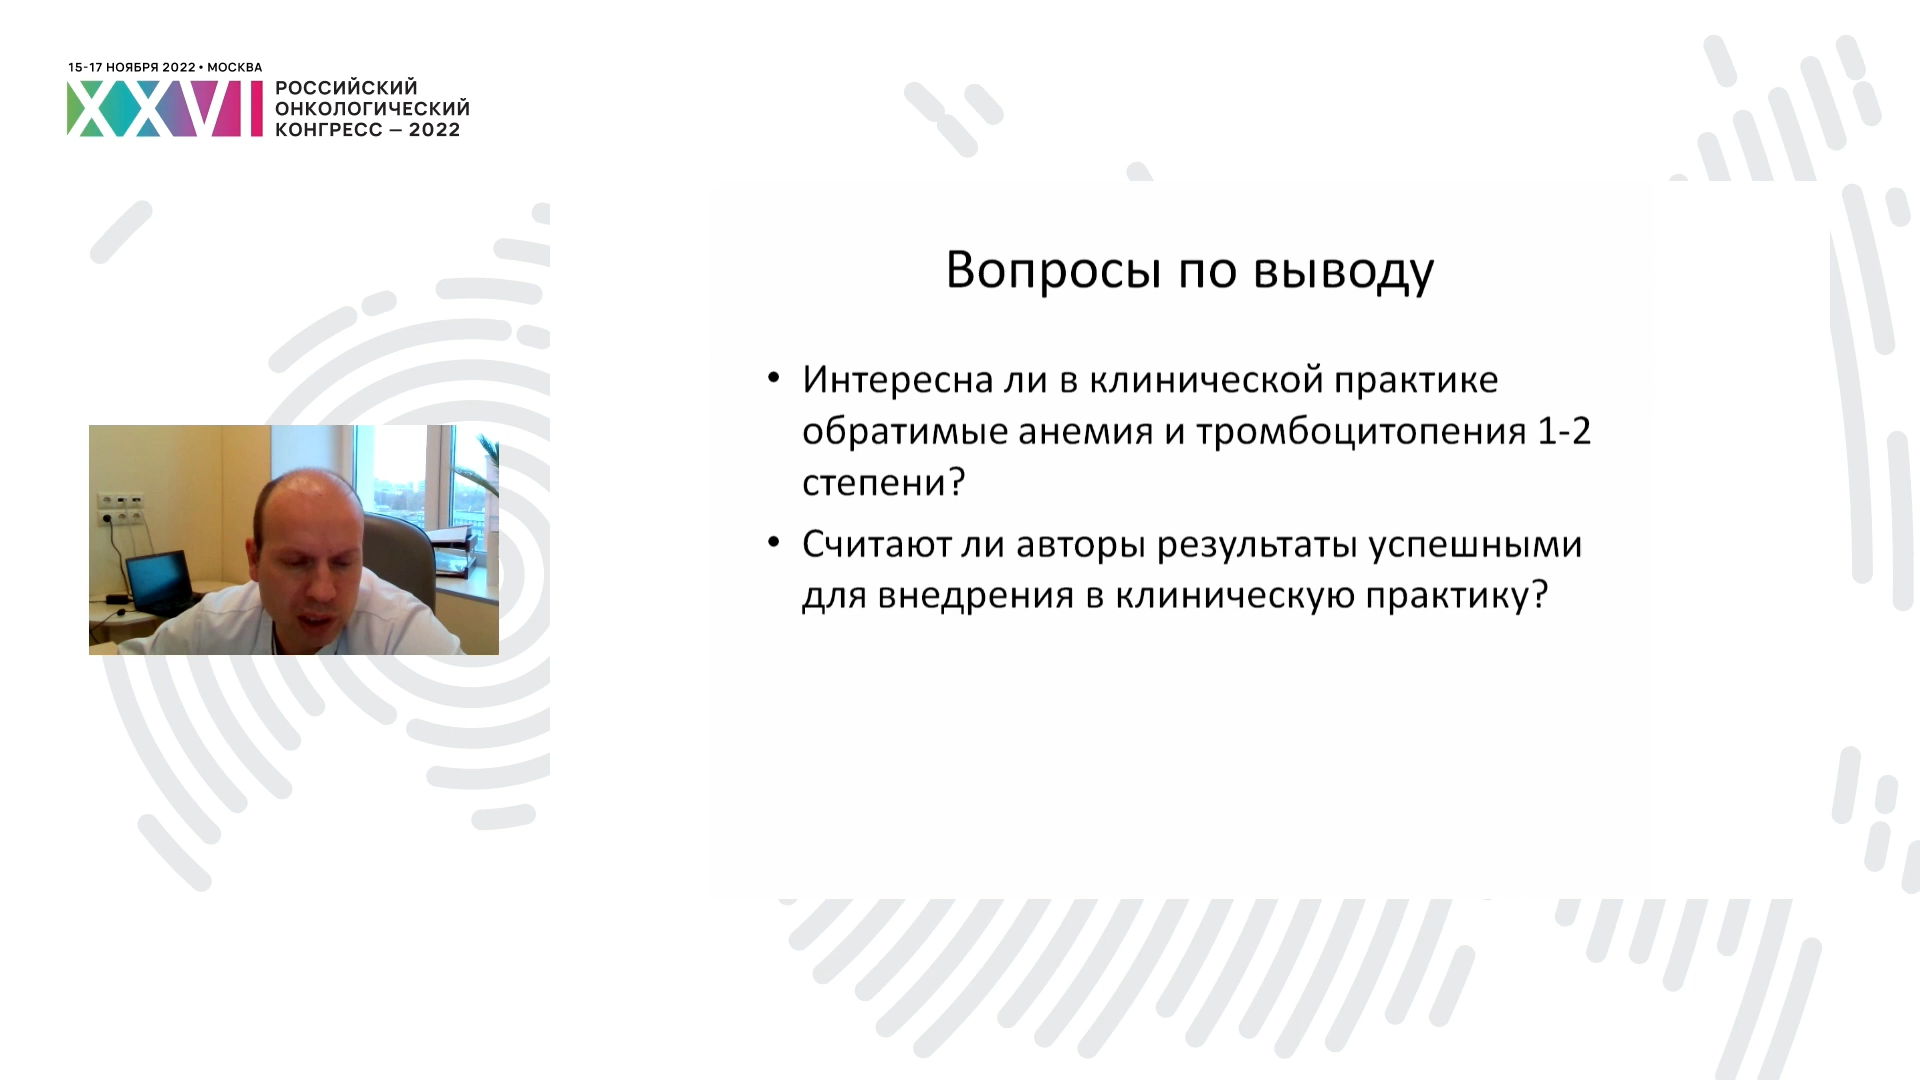 15-17 НОЯБРЯ 2022 • МОСКВА
XXVI
РОССИЙСКИЙ
ОНКОЛОГИЧЕСКИЙ
КОНГРЕСС – 2022
Вопросы по выводу
• Интересна ли в клинической практике
обратимые анемия и тромбоцитопения 1-2
степени?
• Считают ли авторы результаты успешными
для внедрения в клиническую практику?